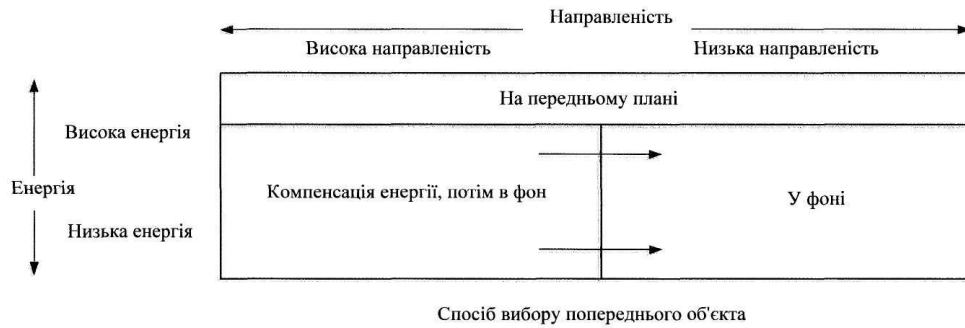 Направленість
Висока направленість
Низька направленість
На передньому плані
Висока енергія
Енергія
Компенсація енергії, потім в фон
У фоні
Низька енергія
Спосіб вибору попереднього об'єкта